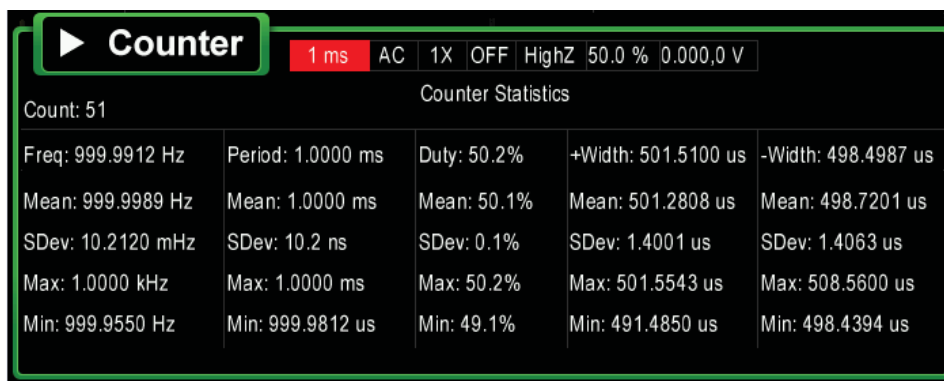 Counter
1 ms AC 1X OFF HighZ 50.0 % 0.000,0 V
Counter Statistics
Count: 51
Freq: 999.9912 Hz Period: 1.0000 ms Duty: 50.2% +Width: 501.5100 us -Width: 498.4987 us
Mean: 999.9989 Hz Mean: 1.0000 ms Mean: 50.1% Mean: 501.2808 us Mean: 498.7201 us
SDev: 10.2120 mHz SDev: 10.2 ns SDev: 0.1% SDev: 1.4001 us SDev: 1.4063 us
Max: 1.0000 kHz Max: 1.0000 ms Max: 50.2% Max: 501.5543 us Max: 508.5600 us
Min: 999.9550 Hz Min: 999.9812 us Min: 49.1% Min: 491.4850 us Min: 498.4394 us